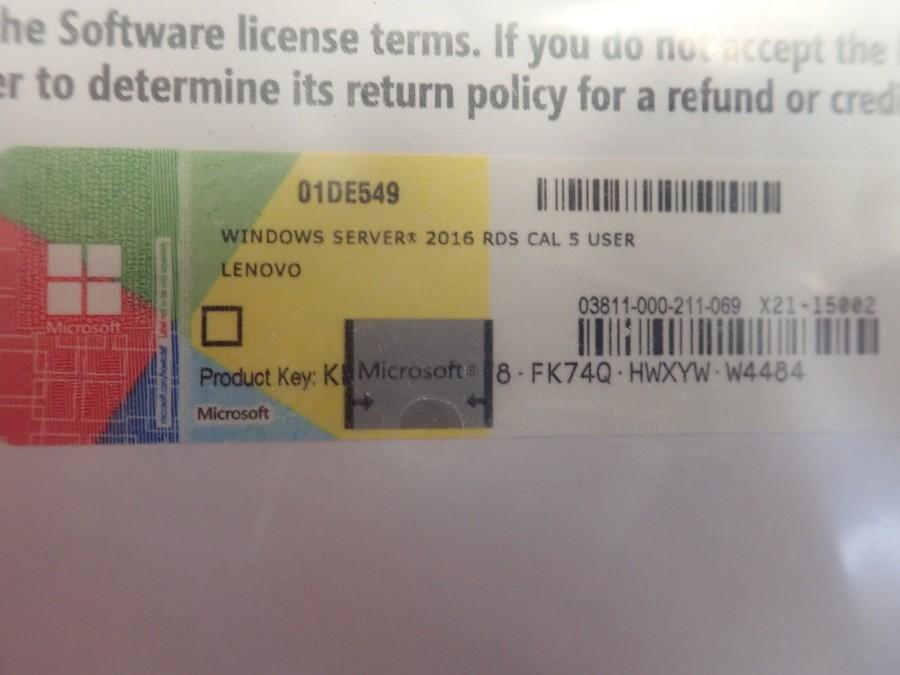 he Software license terms. If you do not accept the
er to determine its return policy for a refund or credi
01DE549
WINDOWS SERVER® 2016 RDS CAL 5 USER
LENOVO
03811-000-211-069 X21-15002
Microsoft
Product Key: K Microsoft® 8 · FK74Q · HWXYW · W4484
Microsoft